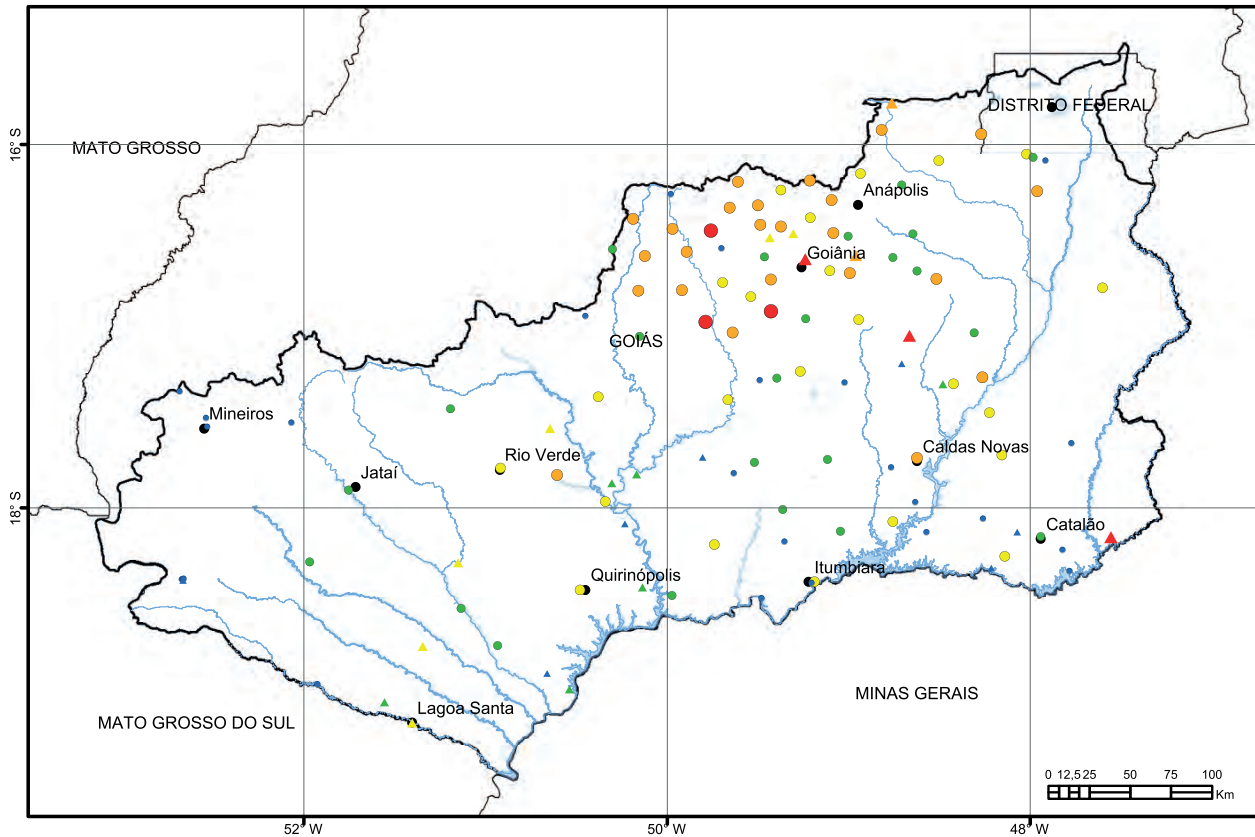 DISTRITO FEDERAL
16° S
MATO GROSSO
Anápolis
Goiânia
GOIÁS
Mineiros
Rio Verde
Caldas Novas
Jataí
18° S
Catalão
Quirinópolis
Itumbiara
MINAS GERAIS
Lagoa Santa
MATO GROSSO DO SUL
0 12,5 25 50 75 100
Km
52° W 50° W 48° W